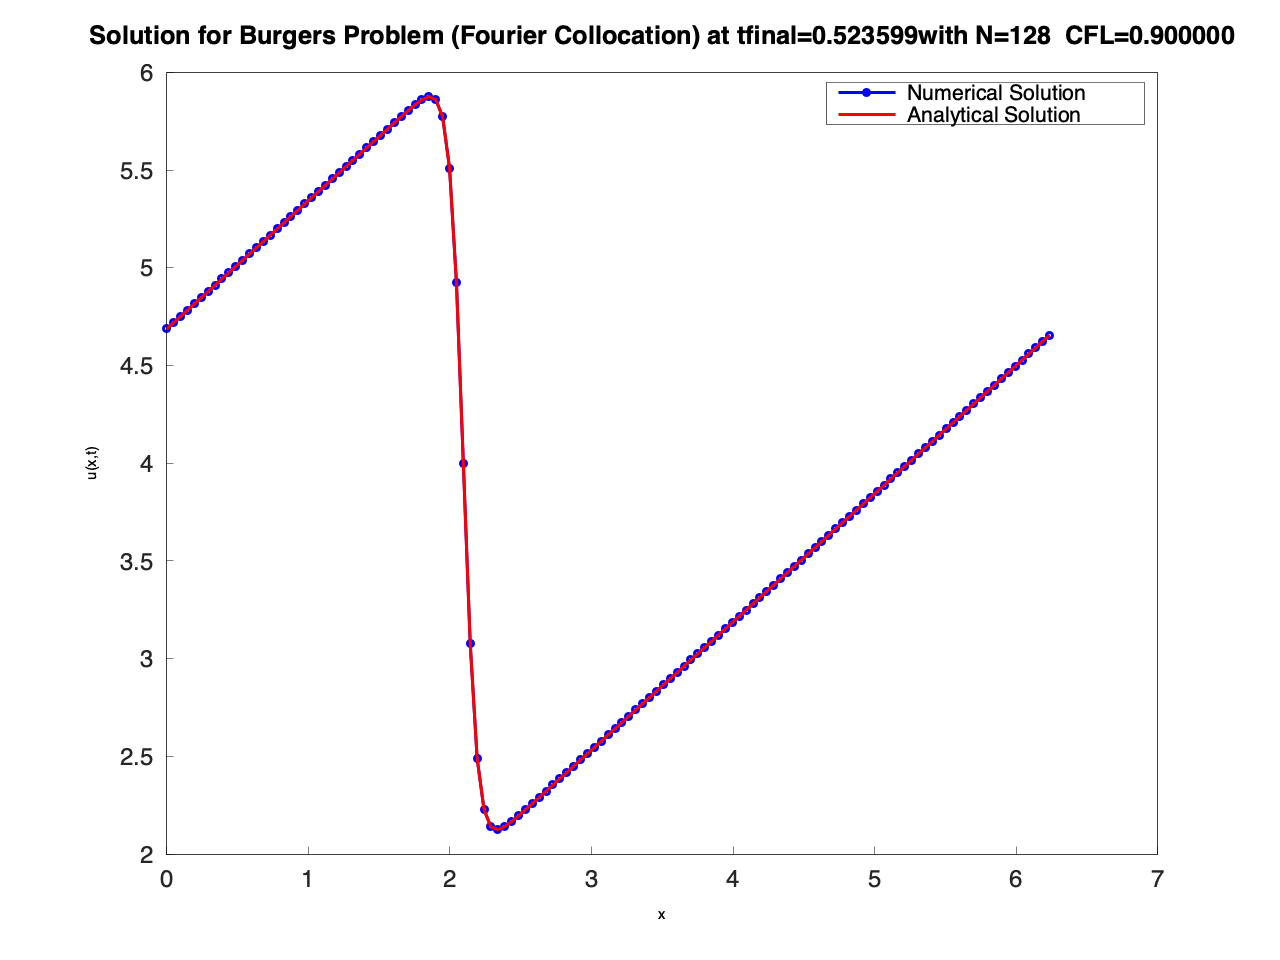 Solution for Burgers Problem (Fourier Collocation) at tfinal=0.523599with N=128  CFL=0.900000
Numerical Solution
Analytical Solution
6
5.5
5
4.5
4
3.5
3
2.5
2
u(x,t)
0 1 2 3 4 5 6 7
x